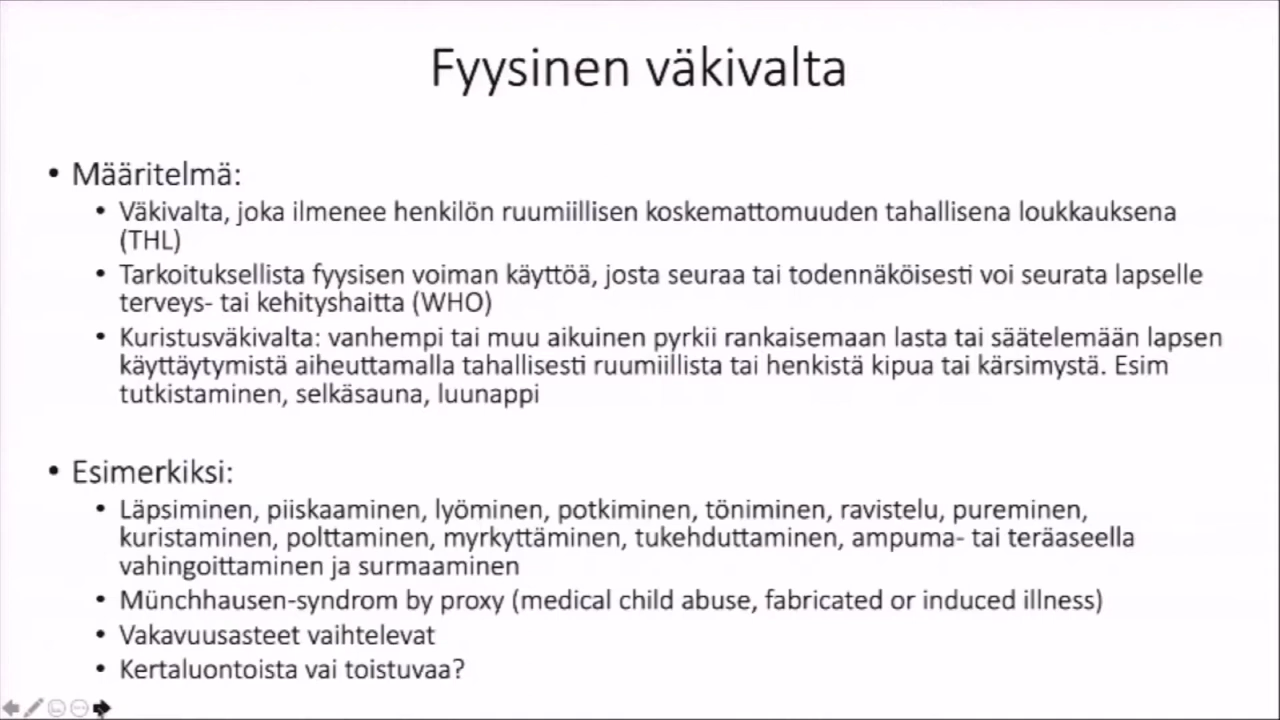 Fyysinen väkivalta
• Määritelmä:
• Väkivalta, joka ilmenee henkilön ruumiillisen koskemattomuuden tahallisena loukkauksena
(THL)
• Tarkoituksellista fyysisen voiman käyttöä, josta seuraa tai todennäköisesti voi seurata lapselle
terveys- tai kehityshaitta (WHO)
• Kuristusväkivalta: vanhempi tai muu aikuinen pyrkii rankaisemaan lasta tai säätelemään lapsen
käyttäytymistä aiheuttamalla tahallisesti ruumiillista tai henkistä kipua tai kärsimystä. Esim
tutkistaminen, selkäsauna, luunappi
• Esimerkiksi:
• Läpsiminen, piiskaaminen, lyöminen, potkiminen, töniminen, ravistelu, pureminen,
kuristaminen, polttaminen, myrkyttäminen, tukehduttaminen, ampuma- tai teräaseella
vahingoittaminen ja surmaaminen
• Münchhausen-syndrom by proxy (medical child abuse, fabricated or induced illness)
• Vakavuusasteet vaihtelevat
• Kertaluontoista vai toistuvaa?